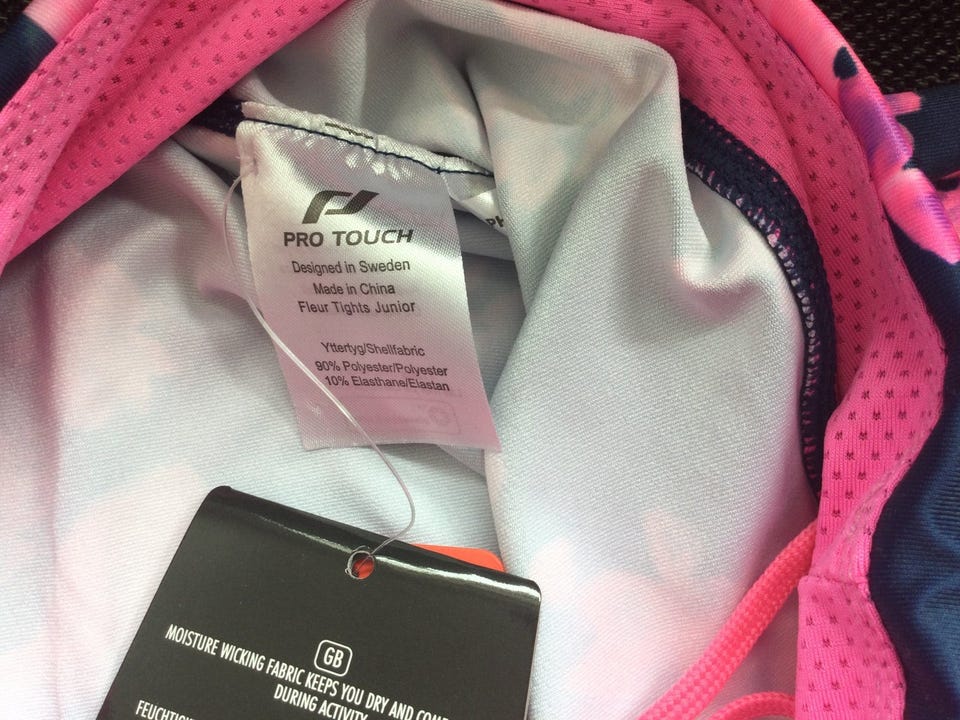 PRO TOUCH
Designed in Sweden
Made in China
Fleur Tights Junior
Yttertyg/Shellfabric
90% Polyester/Polyester
10% Elasthane/Elastan
GB
MOISTURE WICKING FABRIC KEEPS YOU DRY AND
DURING ACTIVITY